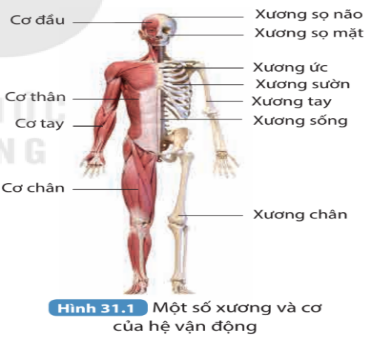 Cơ đầu
Cơ thân
Cơ tay
Cơ chân
Xương sọ não
Xương sọ mặt
Xương ức
Xương sườn
Xương tay
Xương sống
Xương chân
Hình 31.1 Một số xương và cơ
của hệ vận động